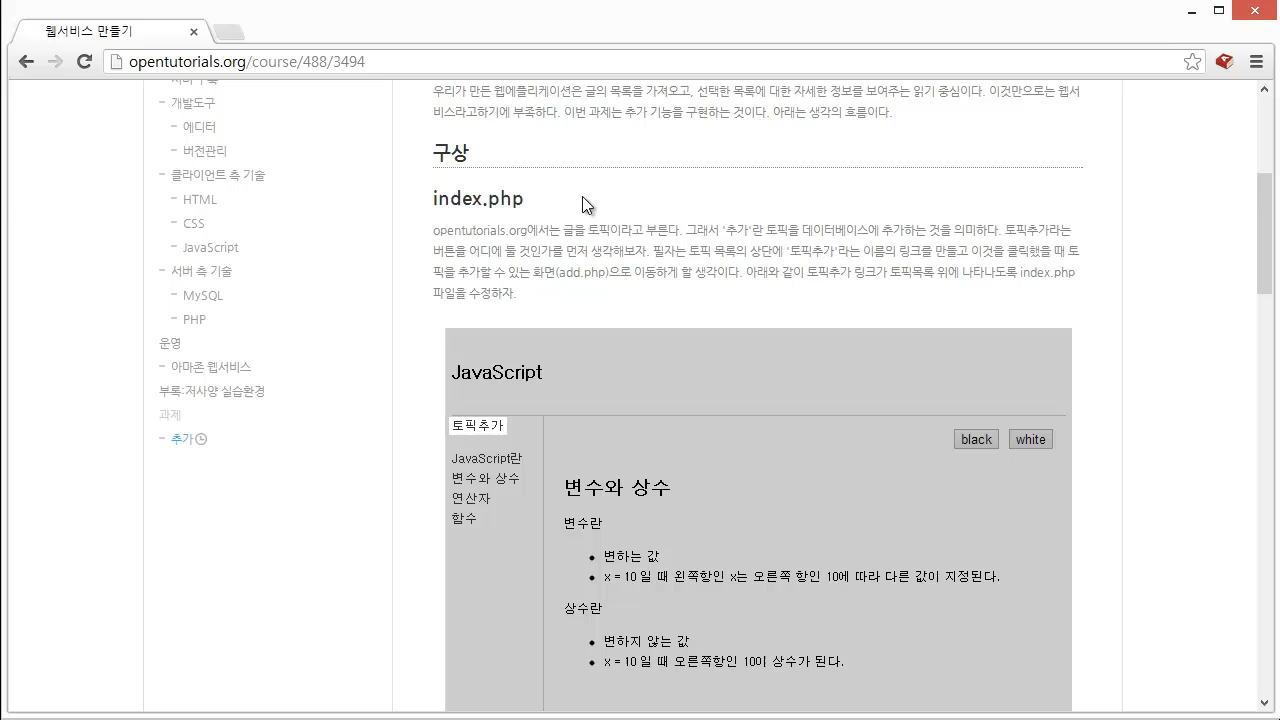 웹서비스 만들기
opentutorials.org/course/488/3494
개발도구
에디터
버전관리
클라이언트 측 기술
HTML
CSS
JavaScript
서버 측 기술
MySQL
PHP
운영
아마존 웹서비스
부록:저사양 실습환경
과제
추가
우리가 만든 웹에플리케이션은 글의 목록을 가져오고, 선택한 목록에 대한 자세한 정보를 보여주는 읽기 중심이다. 이것만으로는 웹서
비스라고하기에 부족하다. 이번 과제는 추가 기능을 구현하는 것이다. 아래는 생각의 흐름이다.
구상
index.php
opentutorials.org에서는 글을 토픽이라고 부른다. 그래서 '추가'란 토픽을 데이터베이스에 추가하는 것을 의미하다. 토픽추가라는
버튼을 어디에 둘 것인가를 먼저 생각해보자. 필자는 토픽 목록의 상단에 '토픽추가'라는 이름의 링크를 만들고 이것을 클릭했을 때 토
픽을 추가할 수 있는 화면(add.php)으로 이동하게 할 생각이다. 아래와 같이 토픽추가 링크가 토픽목록 위에 나타나도록 index.php
파일을 수정하자.
JavaScript
토픽추가
JavaScript란
변수와 상수
연산자
함수
black white
변수와 상수
변수란
변하는 값
x = 10 일 때 왼쪽항인 x는 오른쪽 항인 10에 따라 다른 값이 지정된다.
상수란
변하지 않는 값
x = 10 일 때 오른쪽항인 10이 상수가 된다.